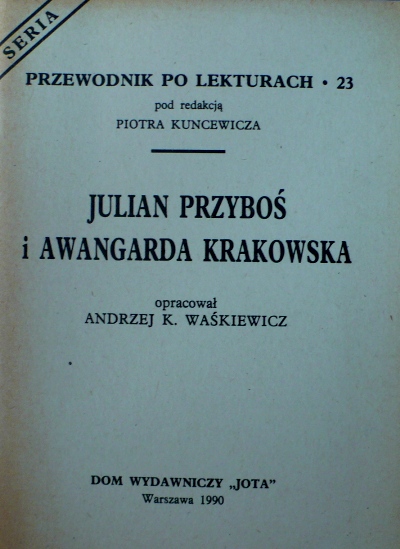 SERIA
PRZEWODNIK PO LEKTURACH • 23
pod redakcją
PIOTRA KUNCEWICZA
JULIAN PRZYBOŚ
i AWANGARDA KRAKOWSKA
opracował
ANDRZEJ K. WAŚKIEWICZ
DOM WYDAWNICZY „JOTA"
Warszawa 1990